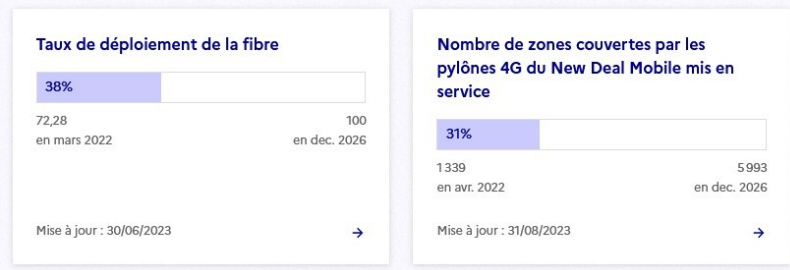 Taux de déploiement de la fibre
38%
72,28
100
en mars 2022
en dec. 2026
Mise à jour : 30/06/2023
Nombre de zones couvertes par les
pylônes 4G du New Deal Mobile mis en
service
31%
1 339
5 993
en avr. 2022
en dec. 2026
Mise à jour : 31/08/2023